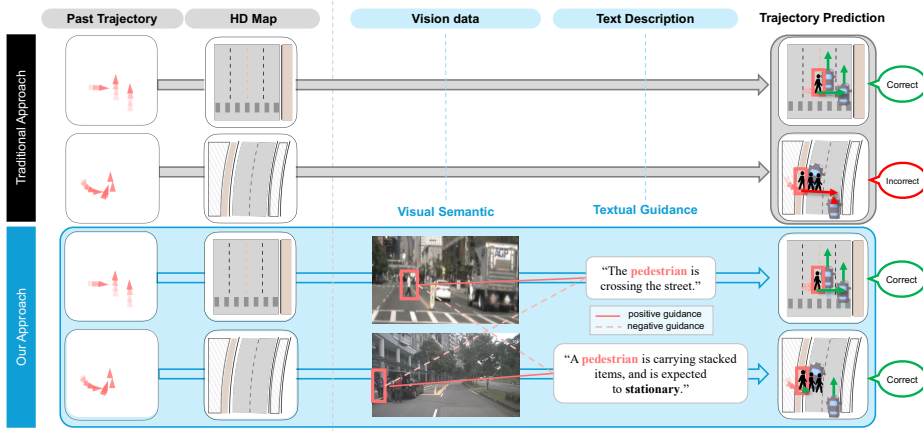 Past Trajectory
HD Map
Vision data
Text Description
Trajectory Prediction
Traditional Approach
Correct
Incorrect
Visual Semantic
Textual Guidance
Our Approach
“The pedestrian is
crossing the street.”
Correct
positive guidance
negative guidance
“A pedestrian is carrying stacked
items, and is expected
to stationary.”
Correct